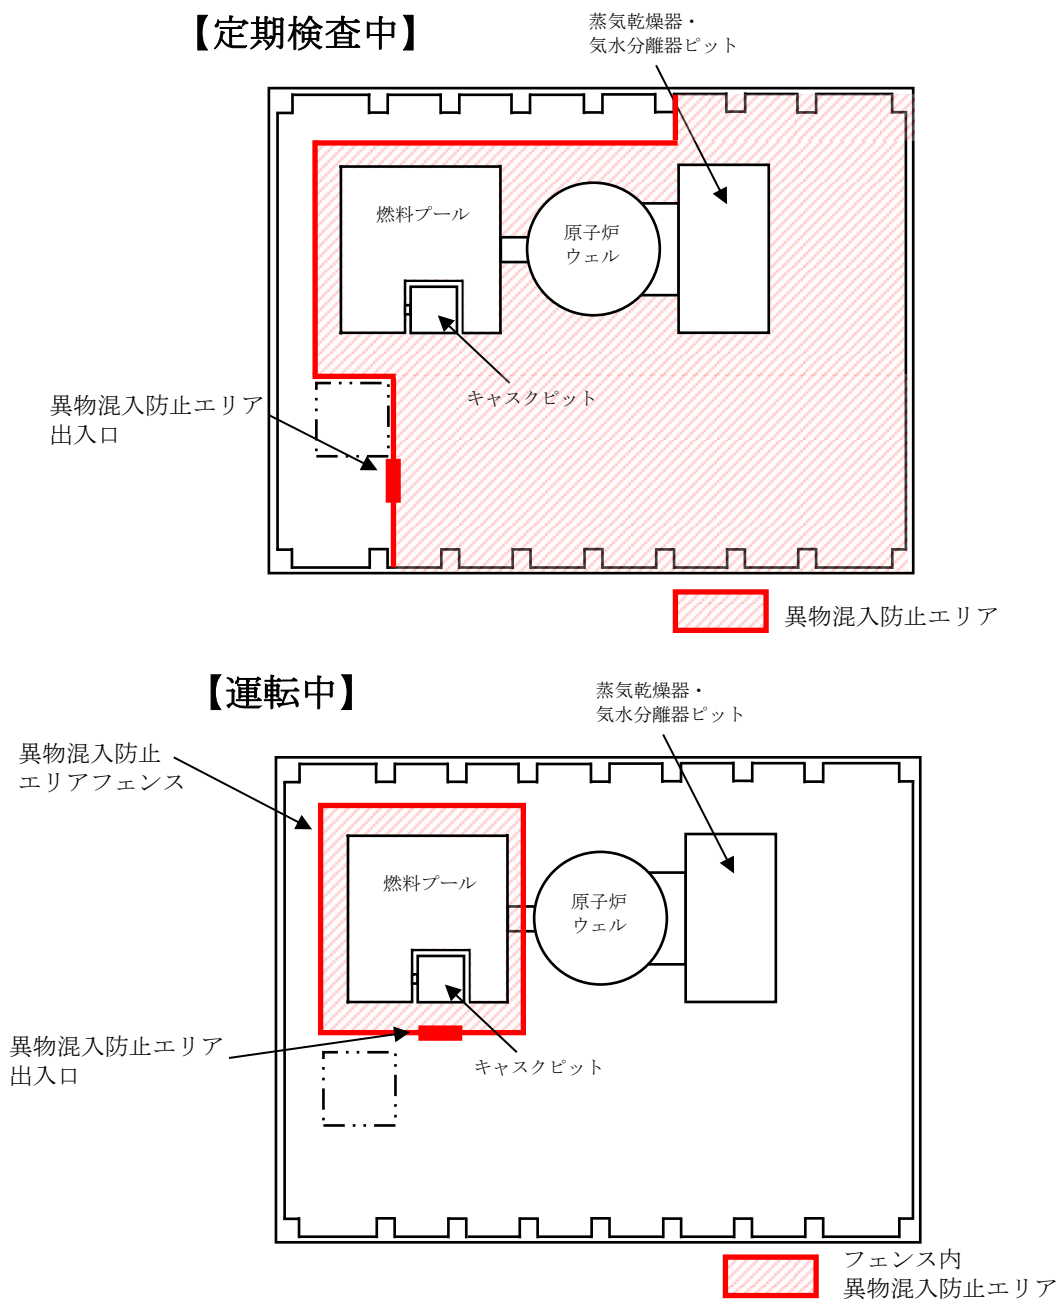 【定期検査中】
蒸気乾燥器・
気水分離器ピット
燃料プール
原子炉
ウェル
キャスクピット
異物混入防止エリア
出入口
異物混入防止エリア
【運転中】
蒸気乾燥器・
気水分離器ピット
異物混入防止
エリアフェンス
燃料プール
原子炉
ウェル
異物混入防止エリア
出入口
キャスクピット
フェンス内
異物混入防止エリア